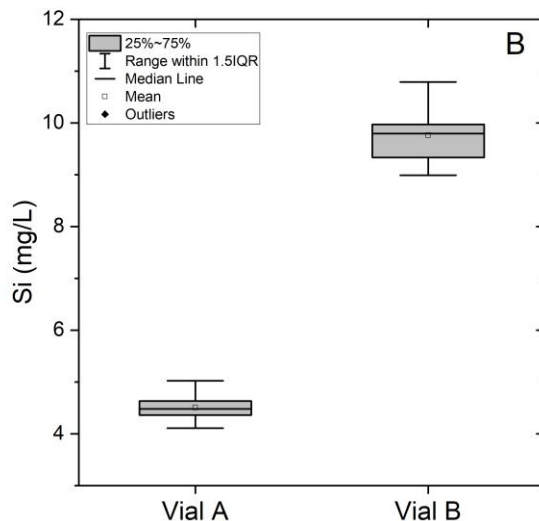 12
10
8
6
4
Si (mg/L)
25%~75%
Range within 1.5IQR
Median Line
Mean
Outliers
B
Vial A
Vial B